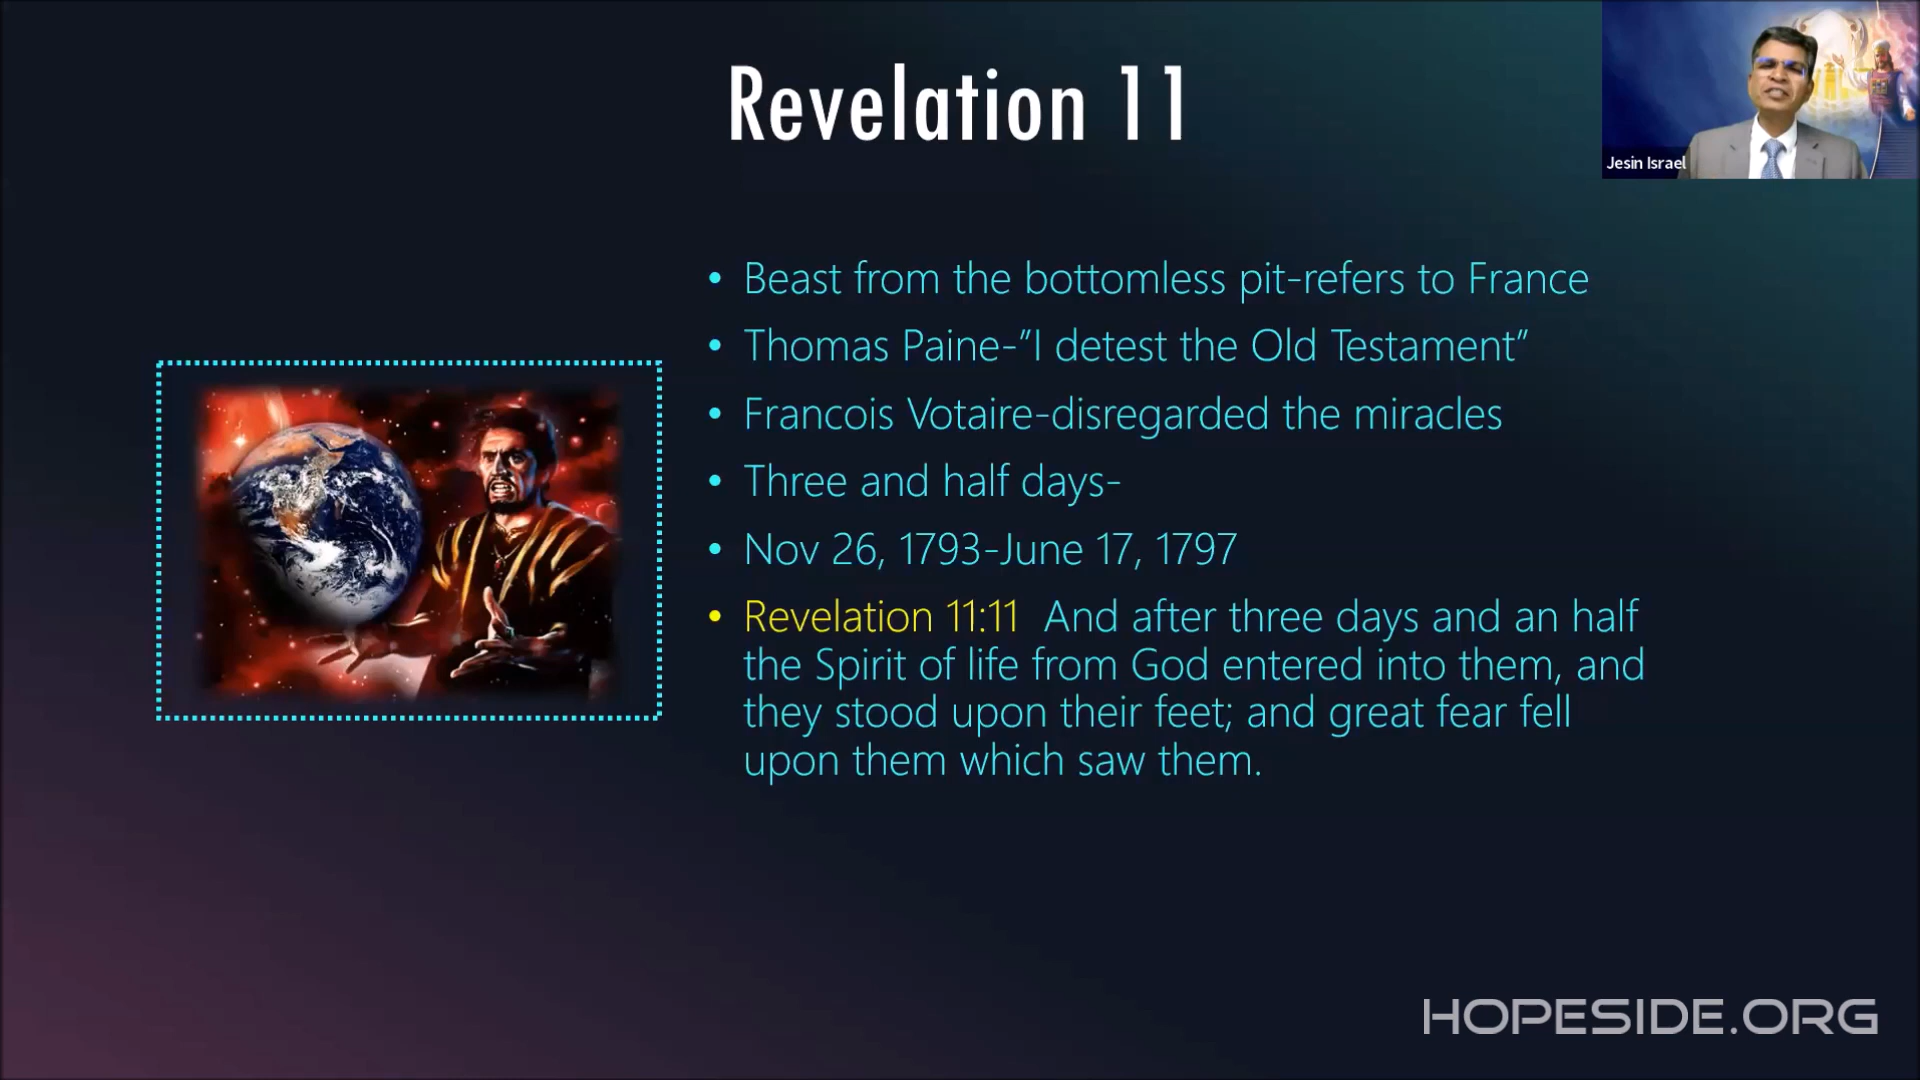 Revelation 11
Jesin Israel
• Beast from the bottomless pit-refers to France
• Thomas Paine-”I detest the Old Testament”
• Francois Votaire-disregarded the miracles
• Three and half days-
• Nov 26, 1793-June 17, 1797
• Revelation 11:11 And after three days and an half
the Spirit of life from God entered into them, and
they stood upon their feet; and great fear fell
upon them which saw them.
HOPESIDE.ORG